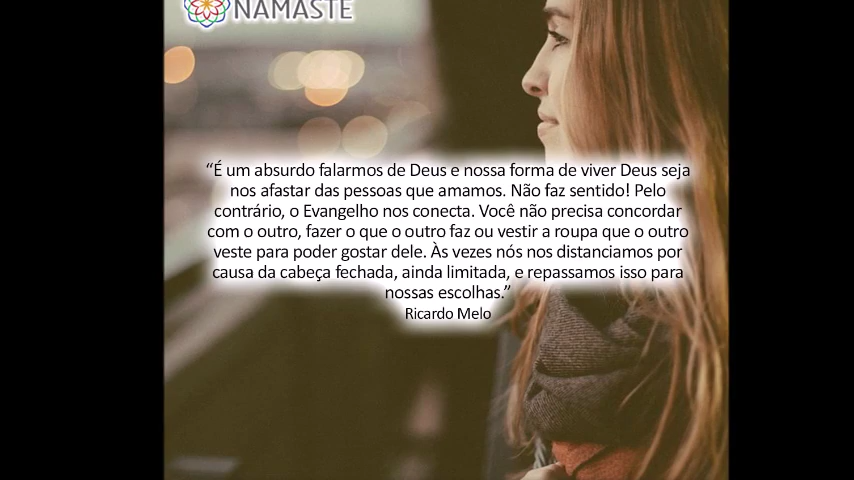 NAMASTÊ
“É um absurdo falarmos de Deus e nossa forma de viver Deus seja
nos afastar das pessoas que amamos. Não faz sentido! Pelo
contrário, o Evangelho nos conecta. Você não precisa concordar
com o outro, fazer o que o outro faz ou vestir a roupa que o outro
veste para poder gostar dele. Às vezes nós nos distanciamos por
causa da cabeça fechada, ainda limitada, e repassamos isso para
nossas escolhas.”
Ricardo Melo